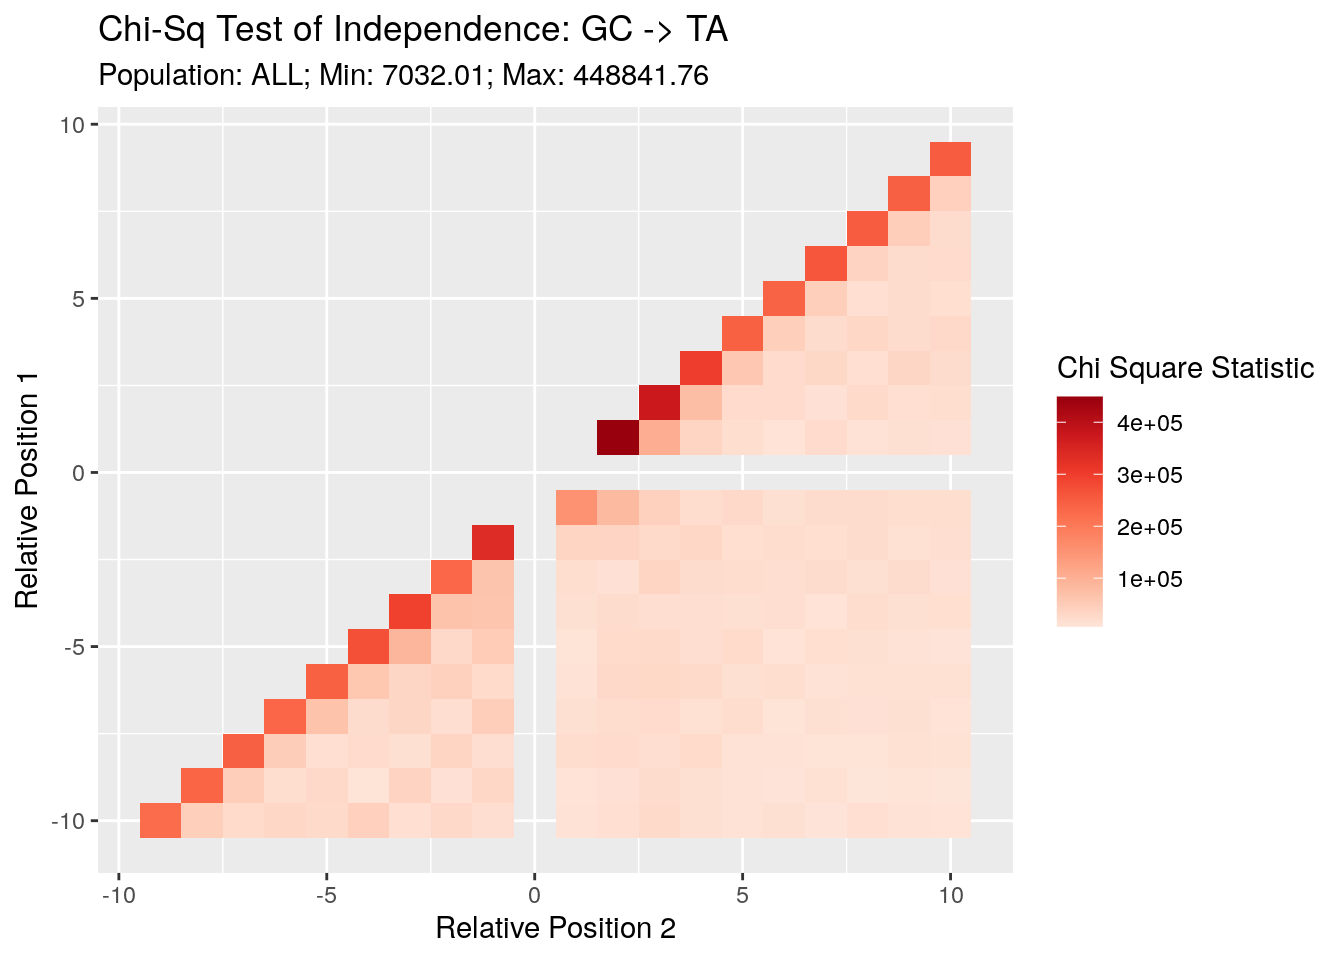 Chi-Sq Test of Independence: GC -> TA
Population: ALL; Min: 7032.01; Max: 448841.76
10
5
0
-5
-10
Relative Position 1
-10
-5
0
5
10
Relative Position 2
Chi Square Statistic
4e+05
3e+05
2e+05
1e+05